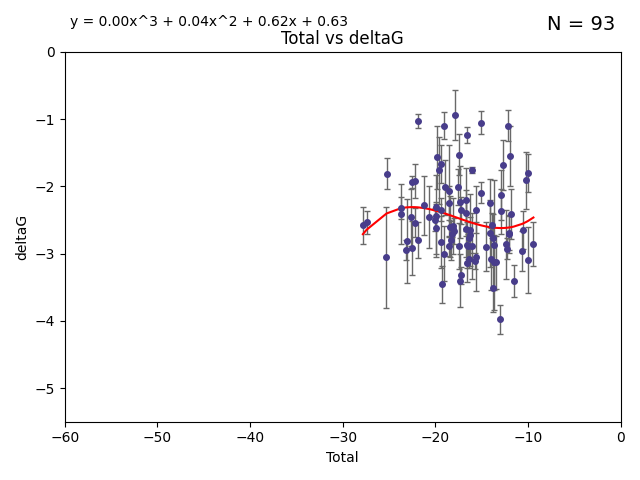 y = 0.00x^3 + 0.04x^2 + 0.62x + 0.63
N = 93
Total vs deltaG
0
−1
−2
−3
−4
−5
deltaG
−60 −50 −40 −30 −20 −10 0
Total